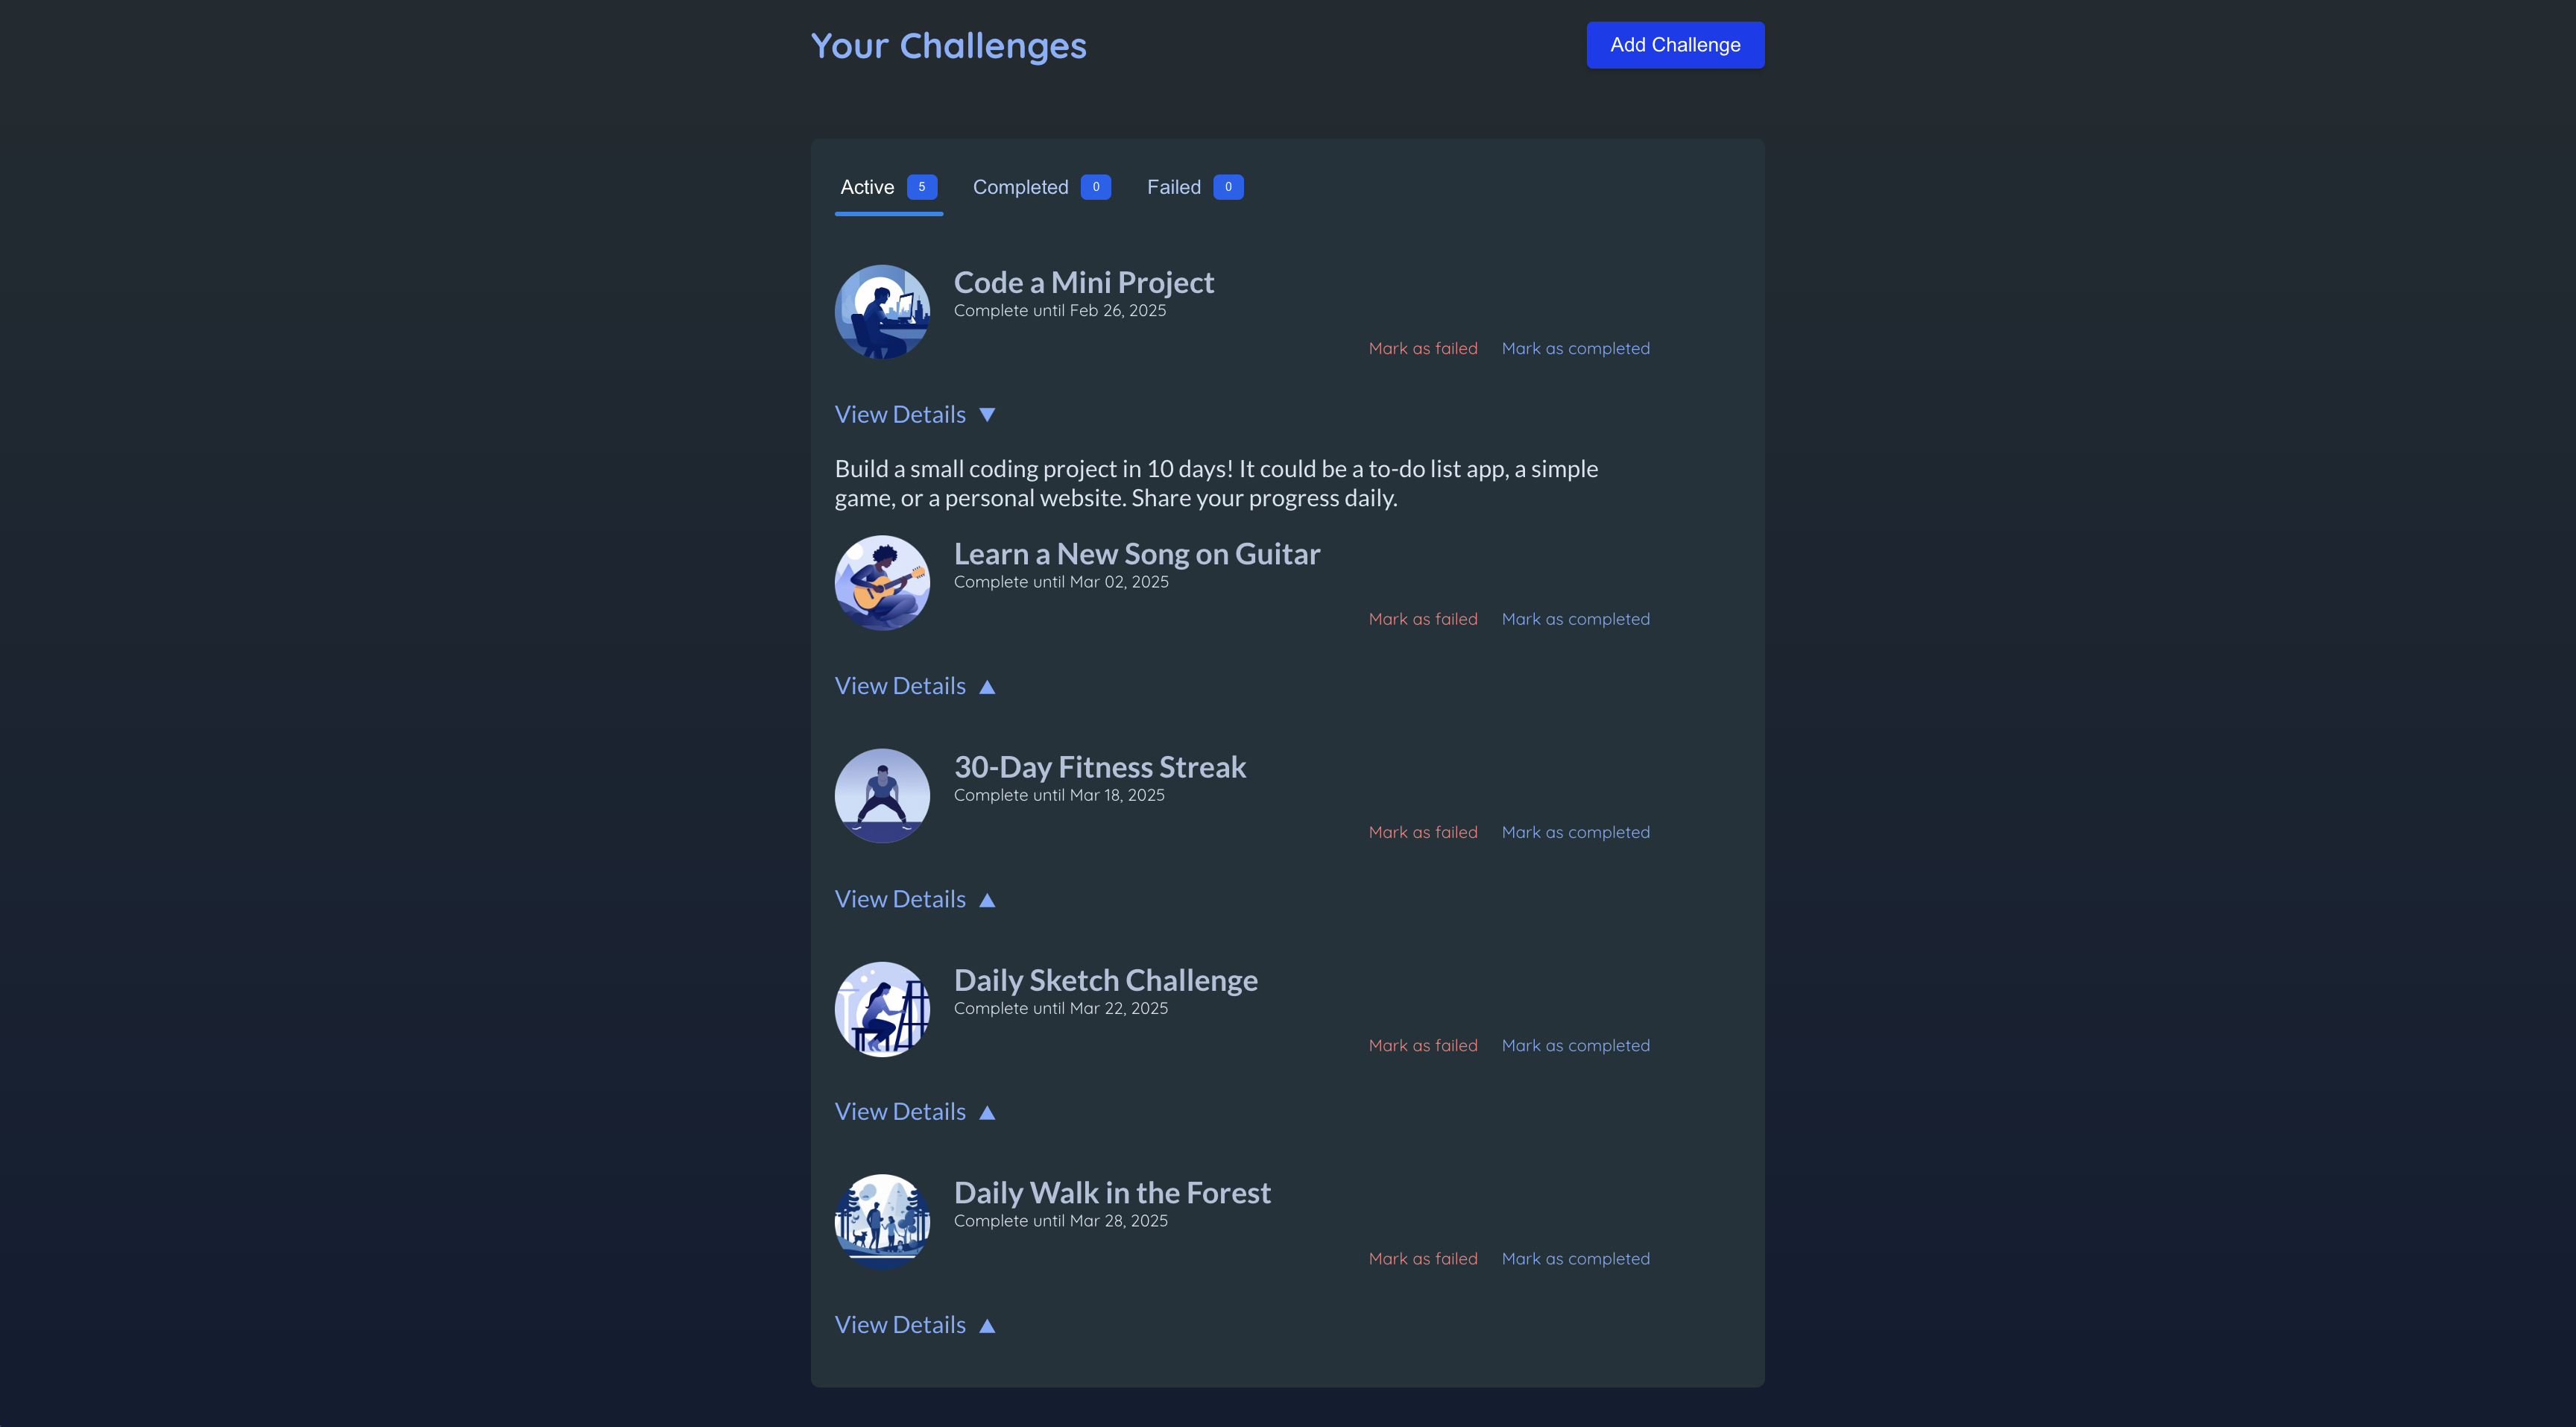 Your Challenges
Add Challenge
Active 5 Completed 0 Failed 0
Code a Mini Project
Complete until Feb 26, 2025
Mark as failed Mark as completed
View Details ▼
Build a small coding project in 10 days! It could be a to-do list app, a simple
game, or a personal website. Share your progress daily.
Learn a New Song on Guitar
Complete until Mar 02, 2025
Mark as failed Mark as completed
View Details ▲
30-Day Fitness Streak
Complete until Mar 18, 2025
Mark as failed Mark as completed
View Details ▲
Daily Sketch Challenge
Complete until Mar 22, 2025
Mark as failed Mark as completed
View Details ▲
Daily Walk in the Forest
Complete until Mar 28, 2025
Mark as failed Mark as completed
View Details ▲